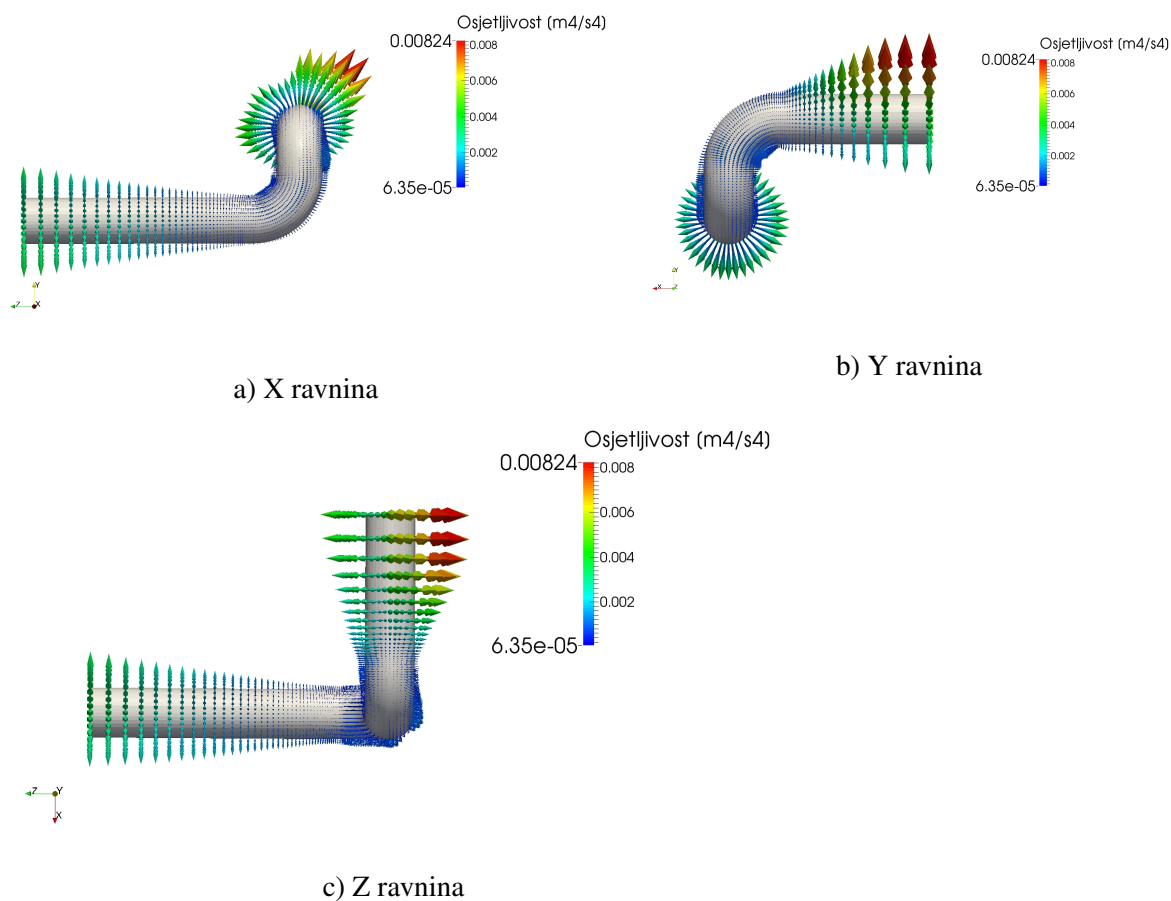 Osjetljivost (m4/s4)
0.00824
0.008
0.006
0.004
0.002
6.35e-05
Y
Z
X
a) X ravnina
Osjetljivost (m4/s4)
0.00824
0.008
0.006
0.004
0.002
6.35e-05
Y
X
Z
b) Y ravnina
Osjetljivost (m4/s4)
0.00824
0.008
0.006
0.004
0.002
6.35e-05
Z
Y
X
c) Z ravnina